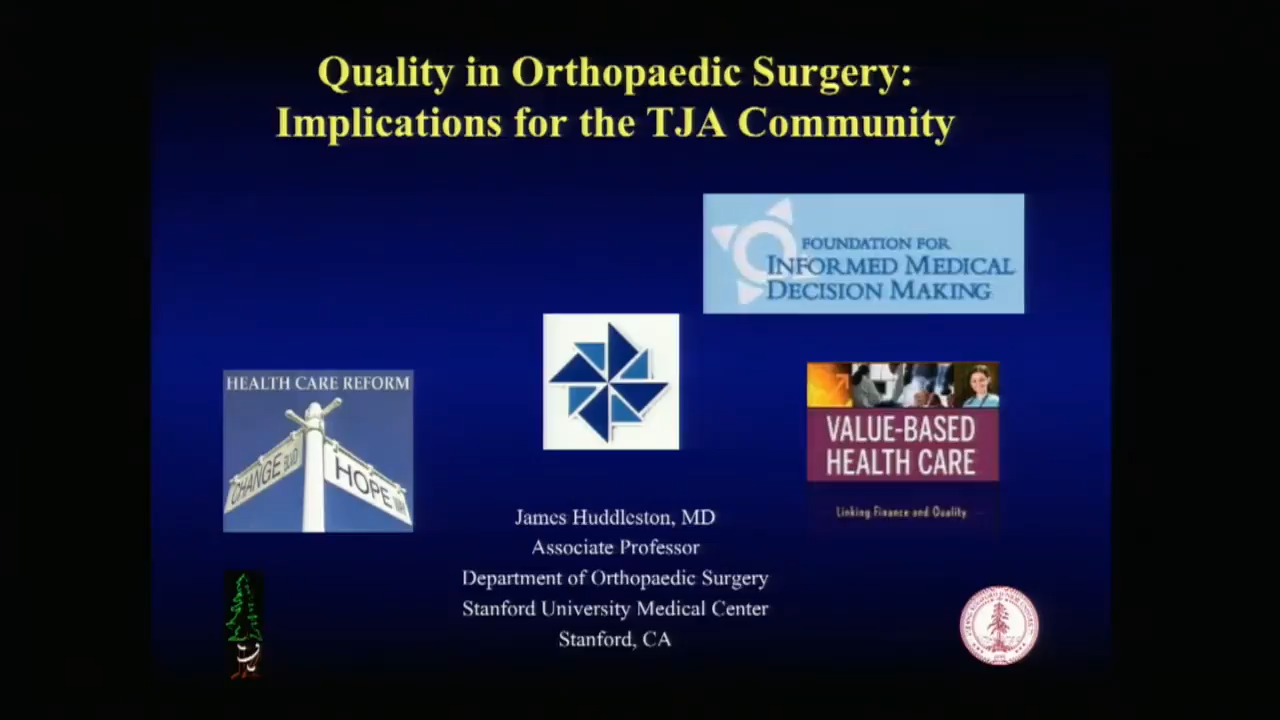 Quality in Orthopaedic Surgery:
Implications for the TJA Community
FOUNDATION FOR
INFORMED MEDICAL
DECISION MAKING
HEALTH CARE REFORM
CHANGE BLVD
HOPE
VALUE-BASED
HEALTH CARE
Linking Finance and Quality
James Huddleston, MD
Associate Professor
Department of Orthopaedic Surgery
Stanford University Medical Center
Stanford, CA